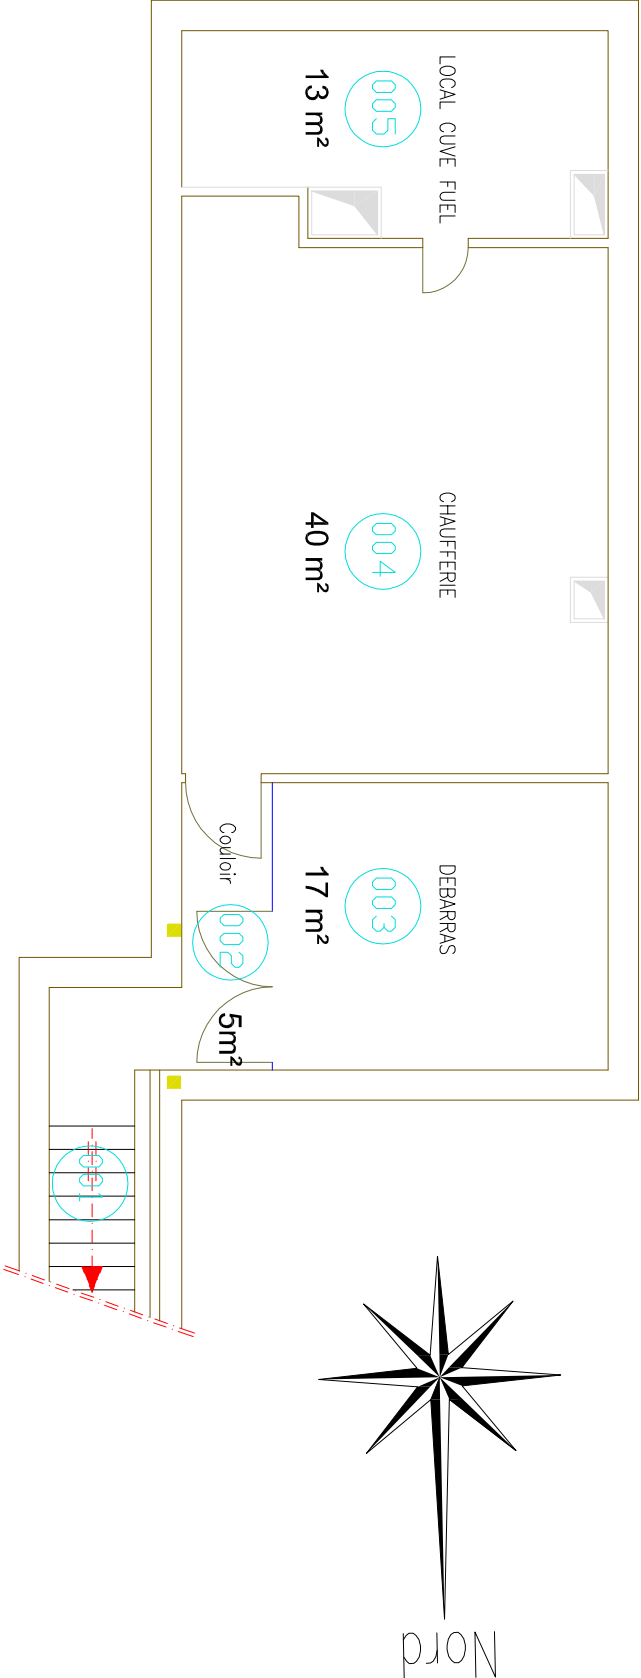 LOCAL CUVE FUEL
005
13 m²
CHAUFFERIE
004
40 m²
DEBARRAS
003
17 m²
Couloir
002
5m²
001
Nord